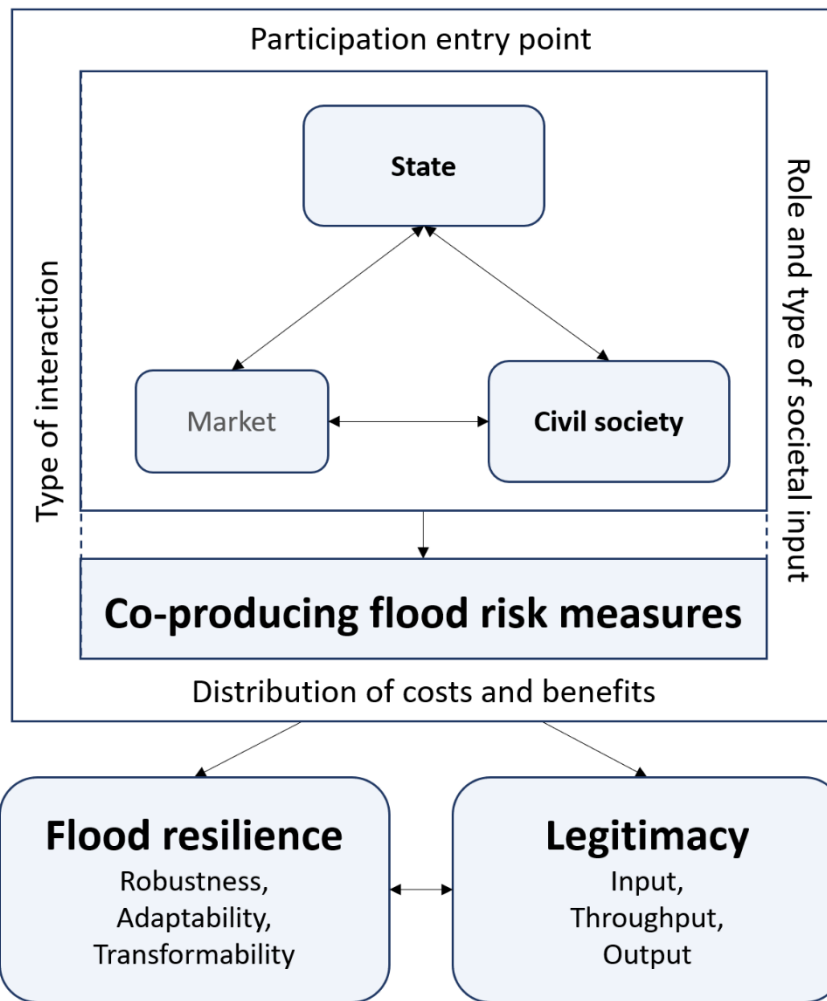 Participation entry point
State
Type of interaction
Role and type of societal input
Market
Civil society
Co-producing flood risk measures
Distribution of costs and benefits
Flood resilience
Robustness,
Adaptability,
Transformability
Legitimacy
Input,
Throughput,
Output